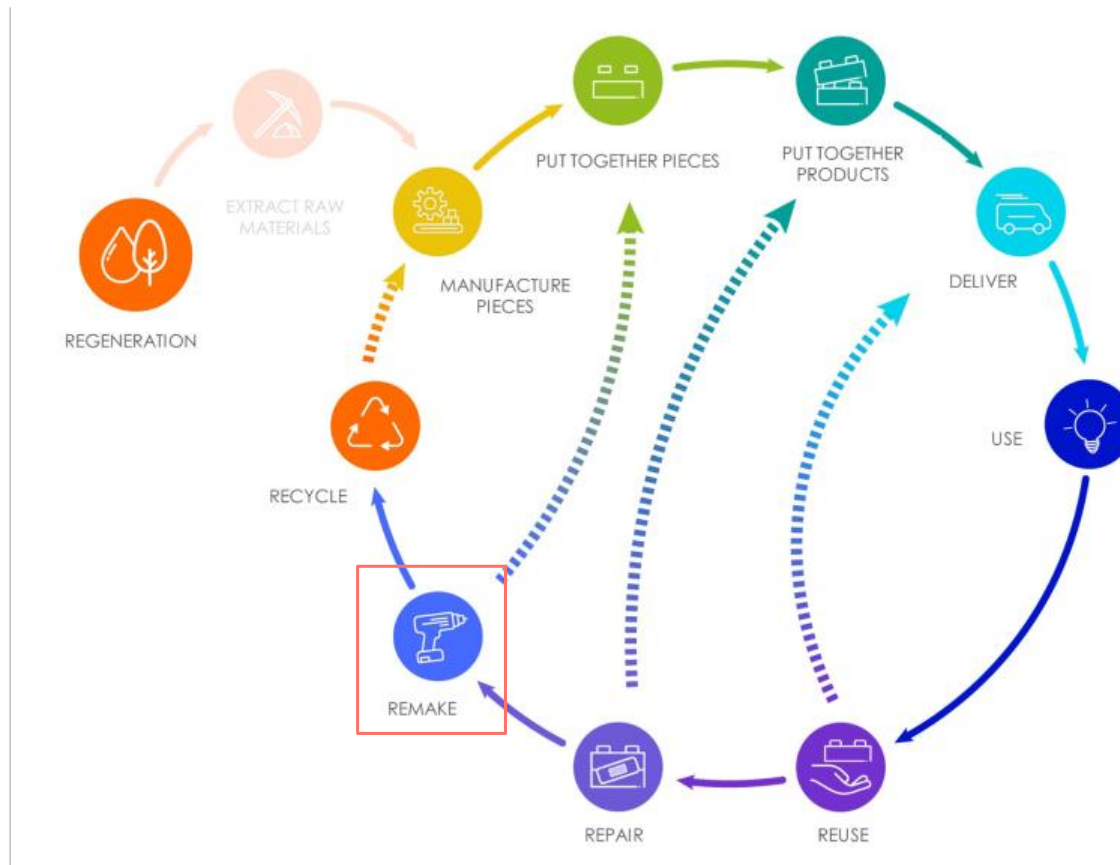 PUT TOGETHER PIECES
PUT TOGETHER
PRODUCTS
EXTRACT RAW
MATERIALS
MANUFACTURE
PIECES
DELIVER
REGENERATION
USE
RECYCLE
REMAKE
REPAIR
REUSE